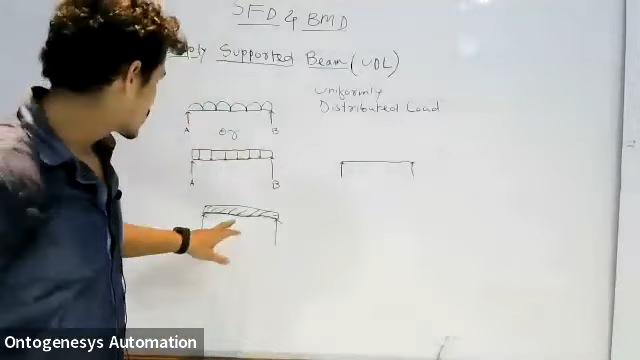 SFD & BMD
Supported Beam (UDL)
Uniformly
Distributed Load
A B
or
A B
Ontogenesys Automation